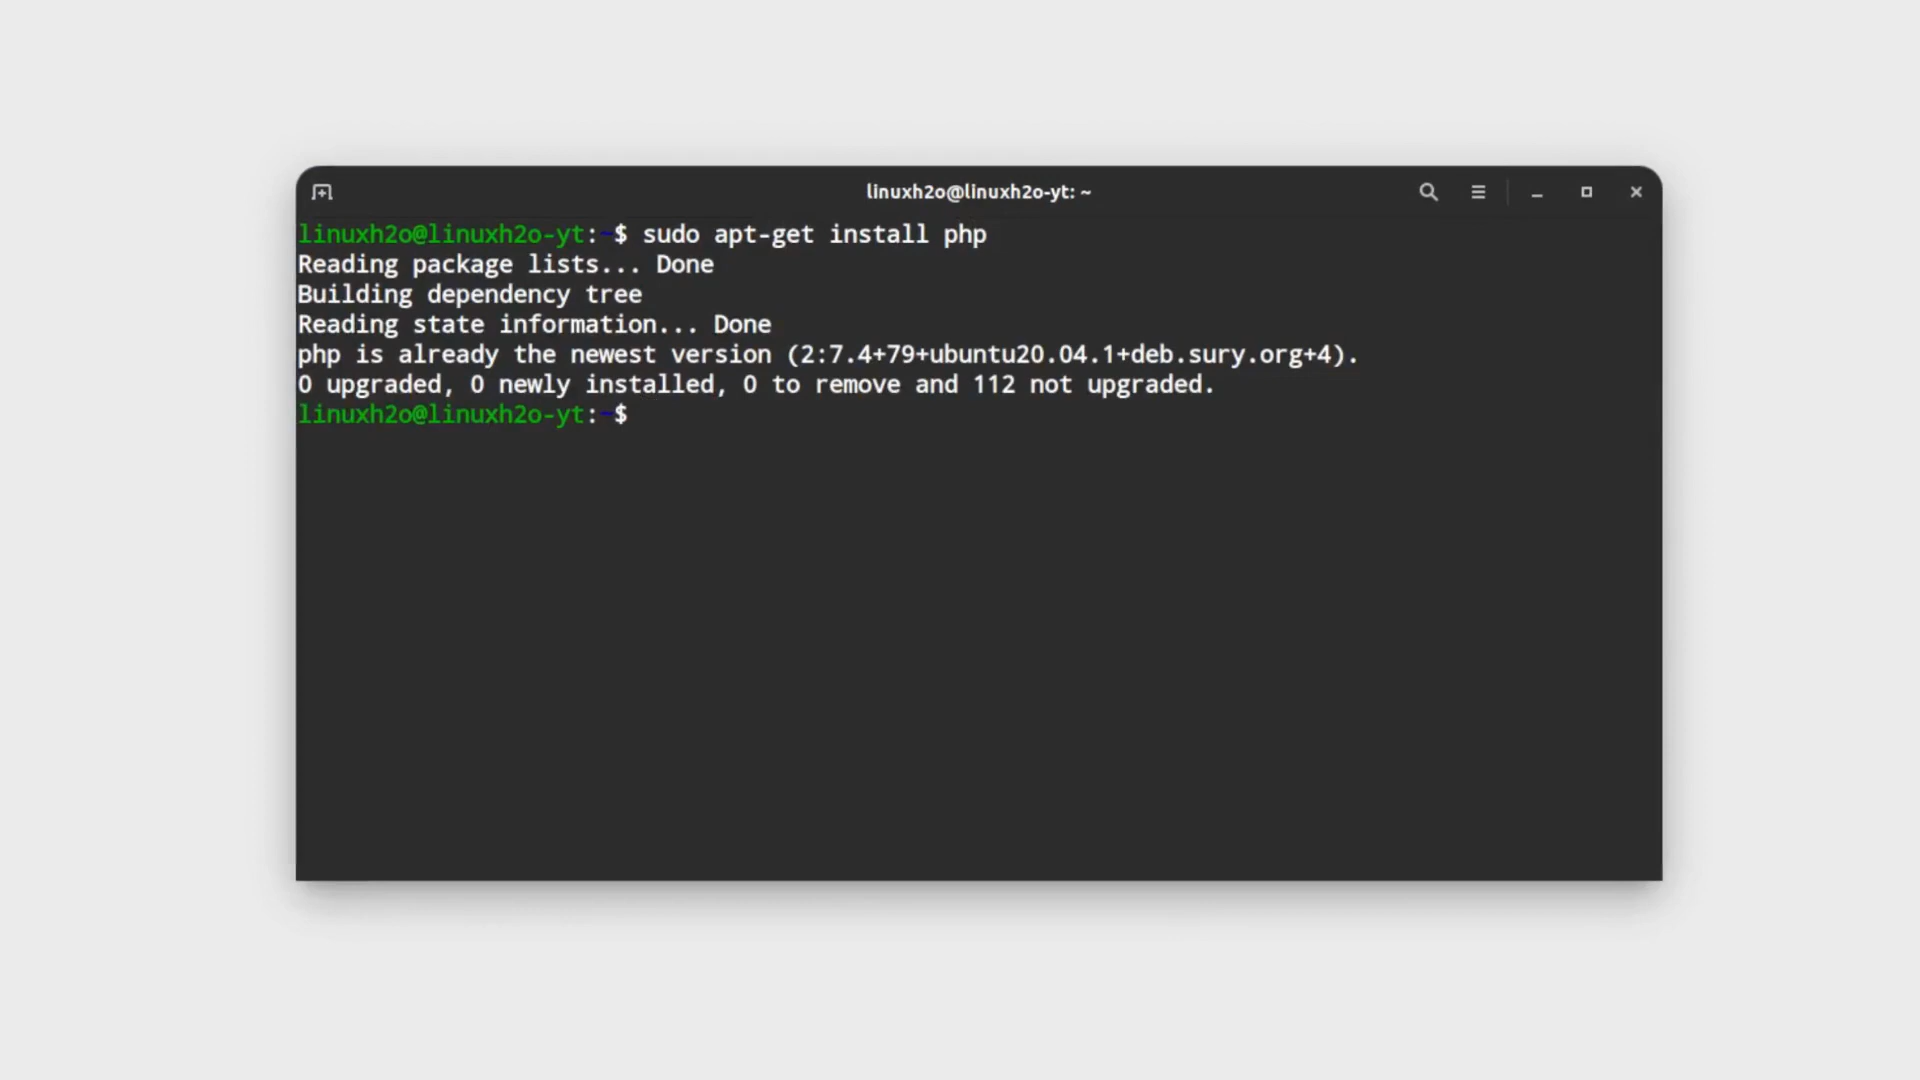 linuxh2o@linuxh2o-yt: ~
linuxh2o@linuxh2o-yt:~$ sudo apt-get install php
Reading package lists... Done
Building dependency tree
Reading state information... Done
php is already the newest version (2:7.4+79+ubuntu20.04.1+deb.sury.org+4).
0 upgraded, 0 newly installed, 0 to remove and 112 not upgraded.
linuxh2o@linuxh2o-yt:~$